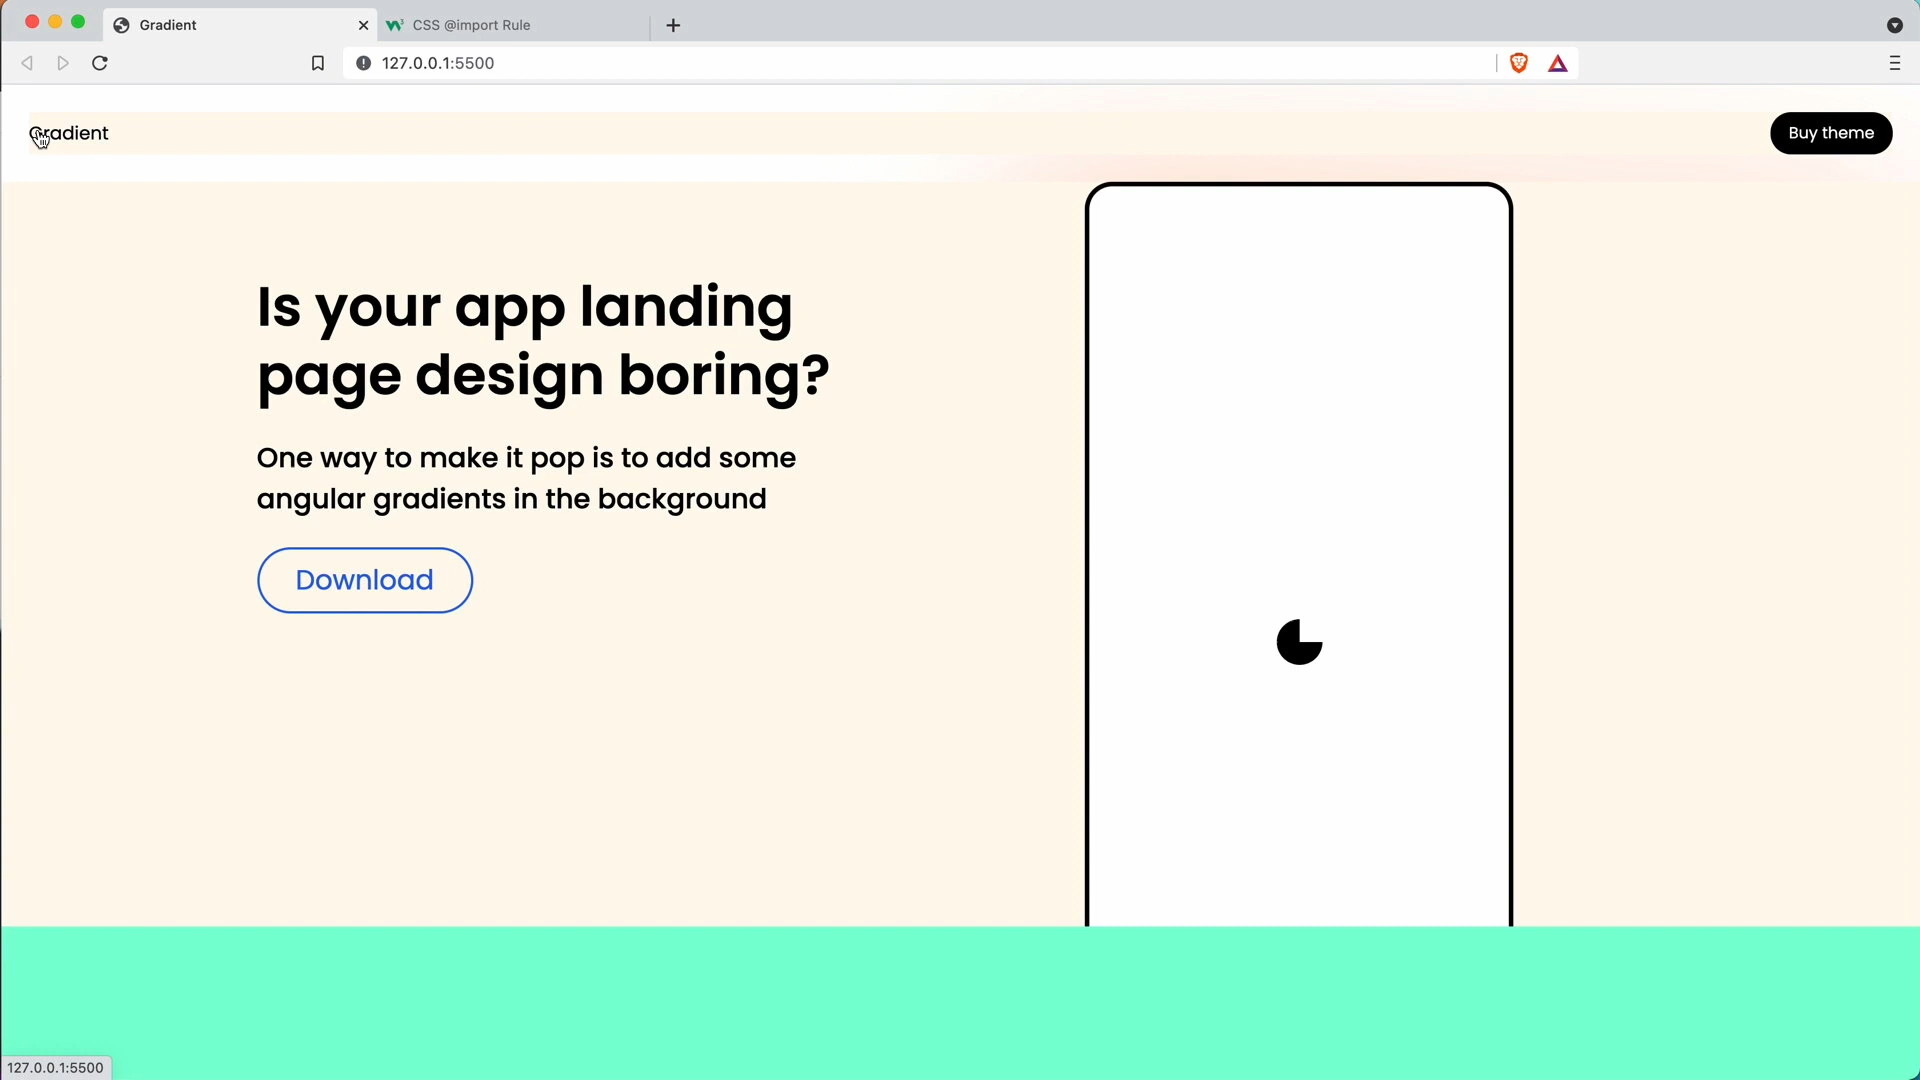 Gradient
CSS @import Rule
127.0.0.1:5500
Gradient
Buy theme
Is your app landing
page design boring?
One way to make it pop is to add some
angular gradients in the background
Download
127.0.0.1:5500